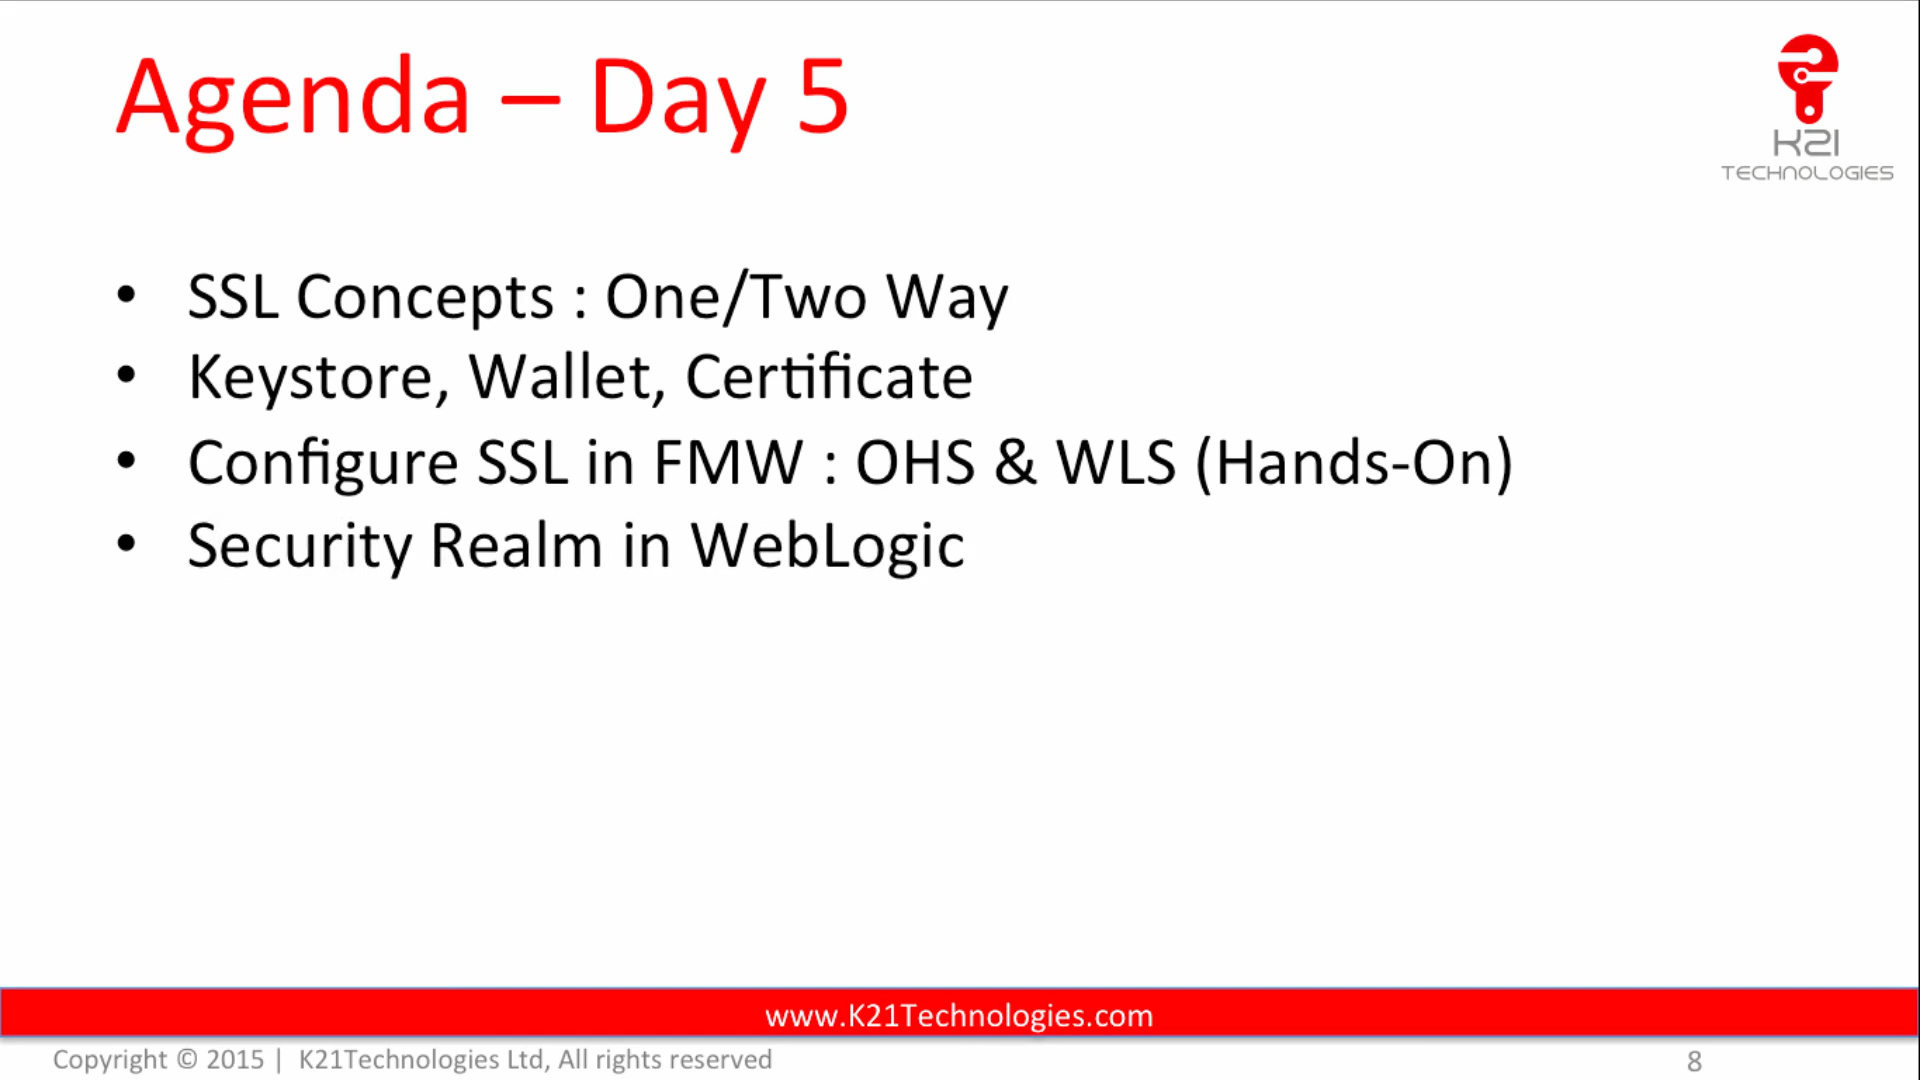 Agenda – Day 5
K21
TECHNOLOGIES
• SSL Concepts : One/Two Way
• Keystore, Wallet, Certificate
• Configure SSL in FMW : OHS & WLS (Hands-On)
• Security Realm in WebLogic
www.K21Technologies.com
Copyright © 2015 | K21Technologies Ltd, All rights reserved
8